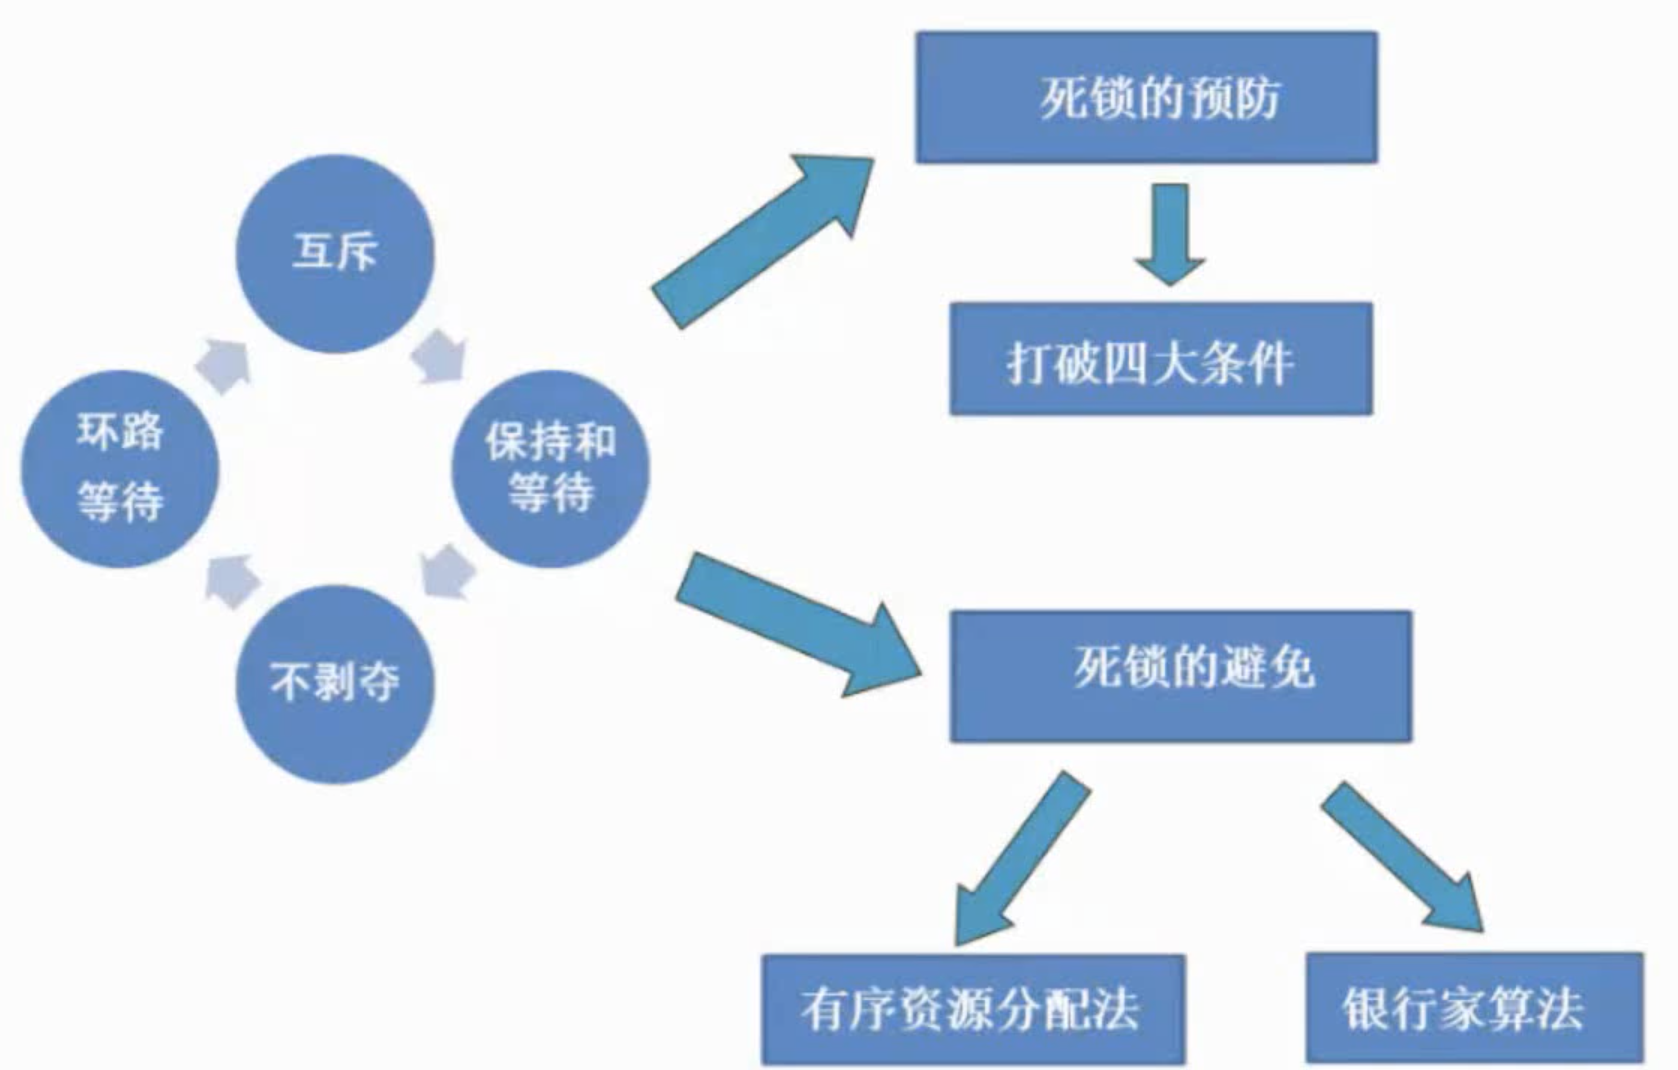 互斥
保持和
等待
不剥夺
环路
等待
死锁的预防
打破四大条件
死锁的避免
有序资源分配法
银行家算法